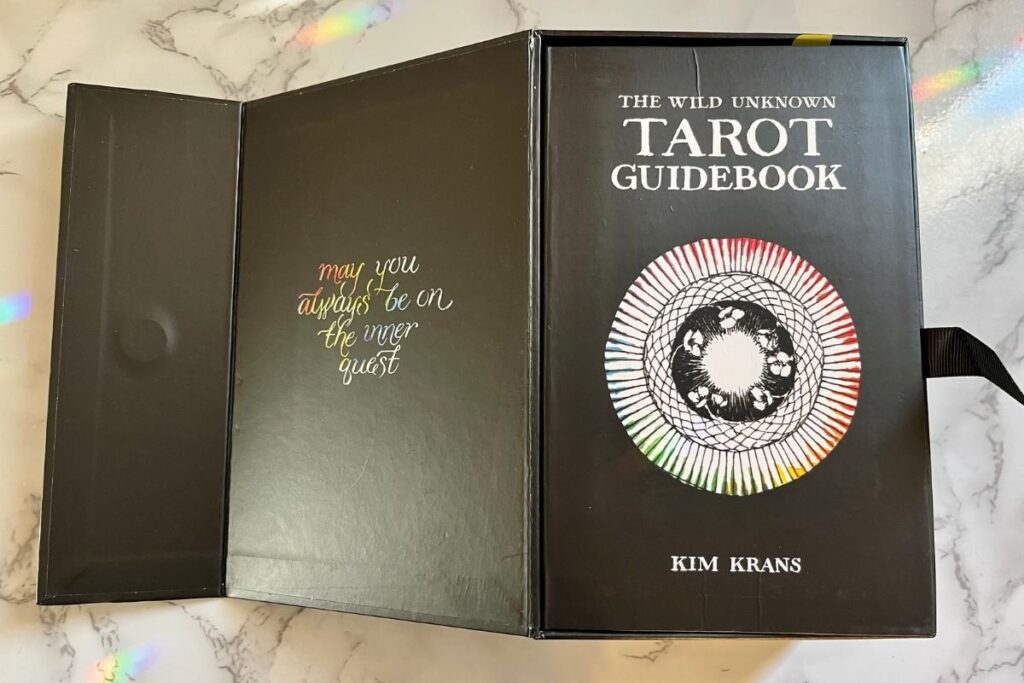 may you
always be on
the inner
quest
THE WILD UNKNOWN
TAROT
GUIDEBOOK
KIM KRANS